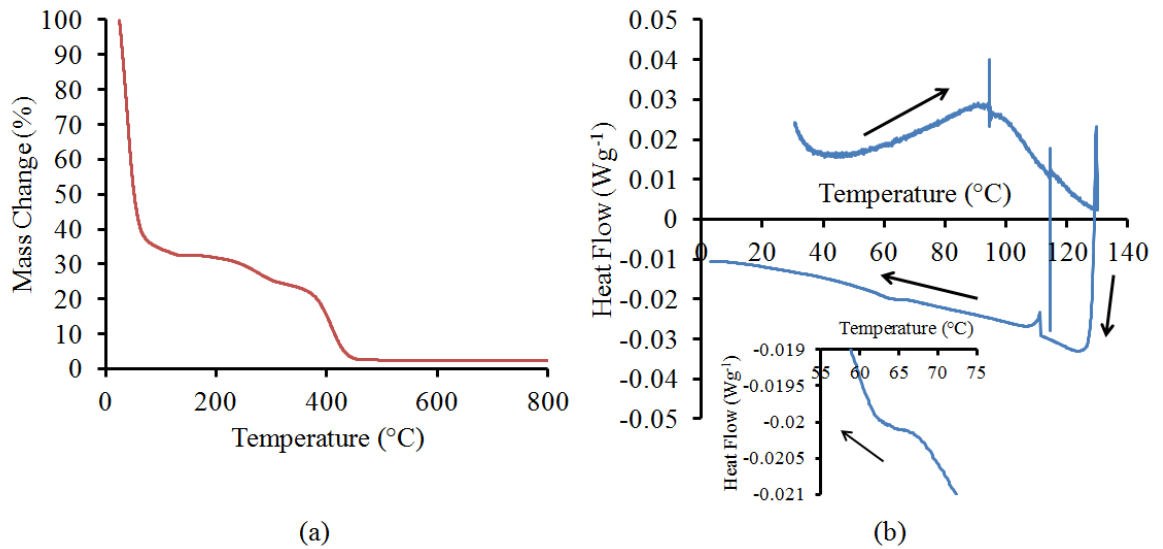 100
90
80
70
60
50
40
30
20
10
0
Mass Change (%)
0 200 400 600 800
Temperature (°C)
(a)
0.05
0.04
0.03
0.02
0.01
0
-0.01
-0.02
-0.03
-0.04
-0.05
Heat Flow (Wg-1)
Temperature (°C)
0 20 40 60 80 100 120 140
Temperature (°C)
-0.019
-0.0195
-0.02
-0.0205
-0.021
Heat Flow (Wg-1)
55 60 65 70 75
(b)